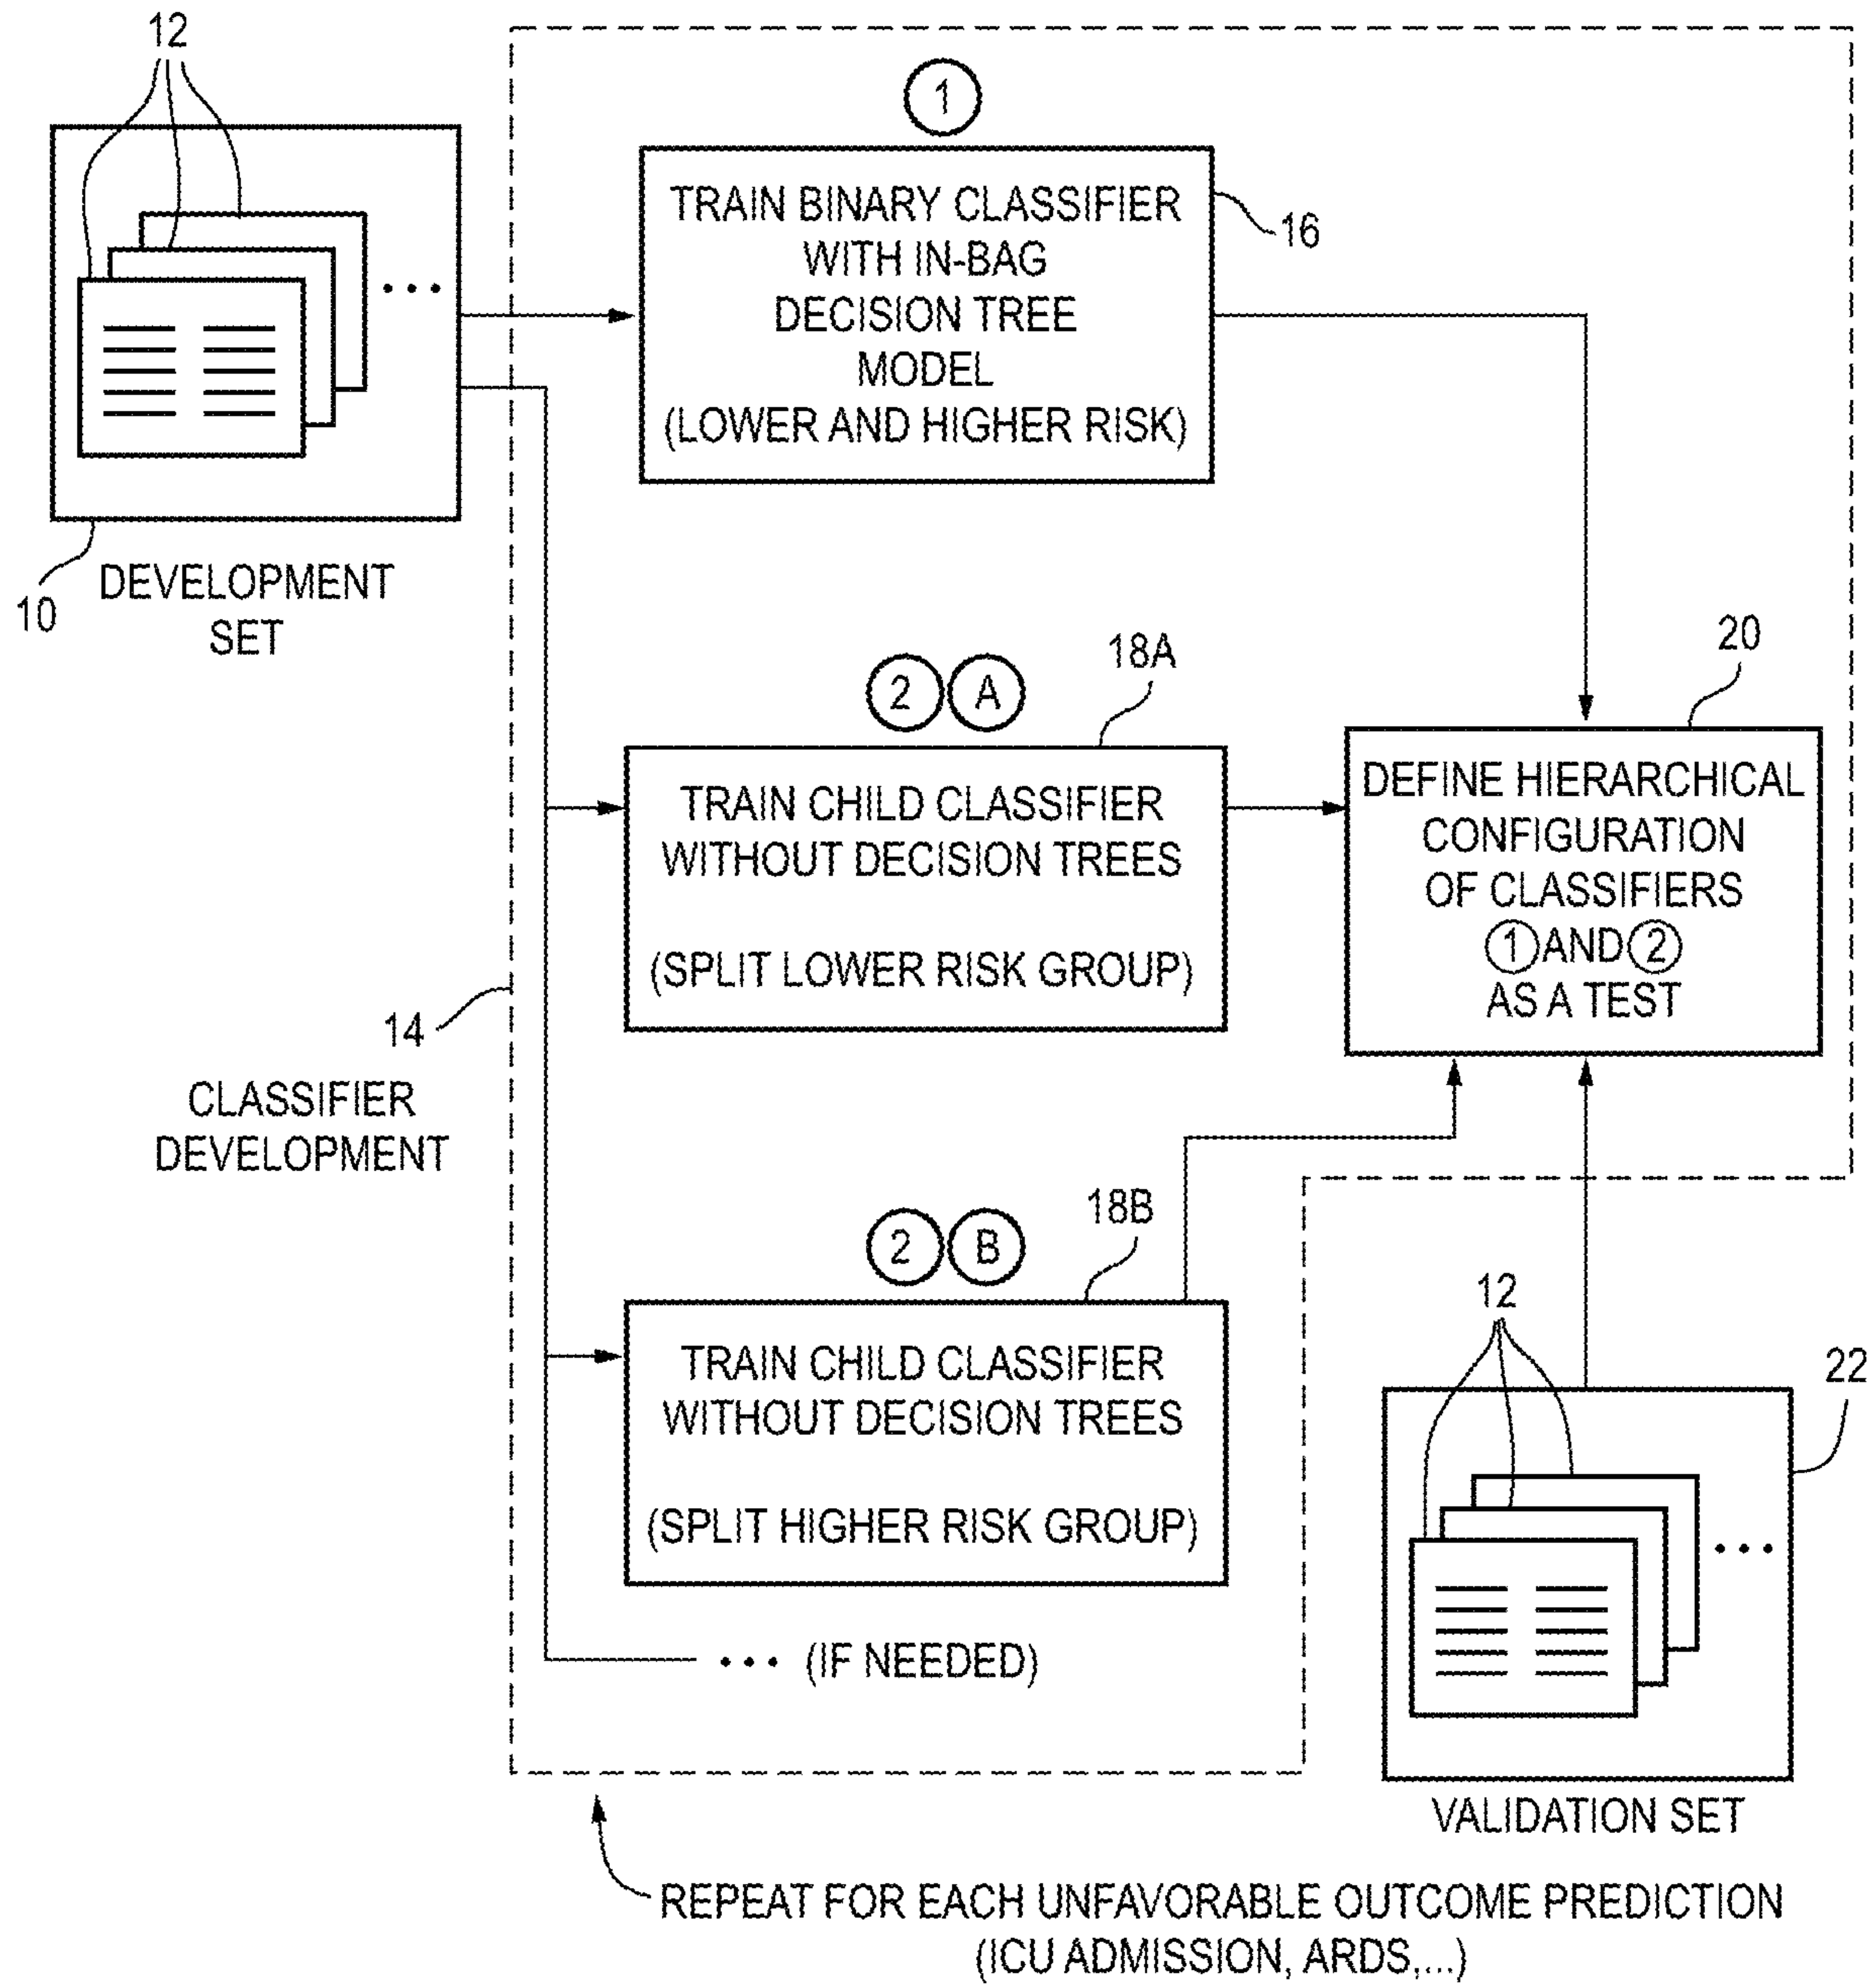 12
1
TRAIN BINARY CLASSIFIER
WITH IN-BAG
DECISION TREE
MODEL
(LOWER AND HIGHER RISK)
16
...
10
DEVELOPMENT
SET
2 A
18A
TRAIN CHILD CLASSIFIER
WITHOUT DECISION TREES
(SPLIT LOWER RISK GROUP)
20
DEFINE HIERARCHICAL
CONFIGURATION
OF CLASSIFIERS
1 AND 2
AS A TEST
14
CLASSIFIER
DEVELOPMENT
2 B
18B
TRAIN CHILD CLASSIFIER
WITHOUT DECISION TREES
(SPLIT HIGHER RISK GROUP)
... (IF NEEDED)
12
22
...
VALIDATION SET
REPEAT FOR EACH UNFAVORABLE OUTCOME PREDICTION
(ICU ADMISSION, ARDS,...)